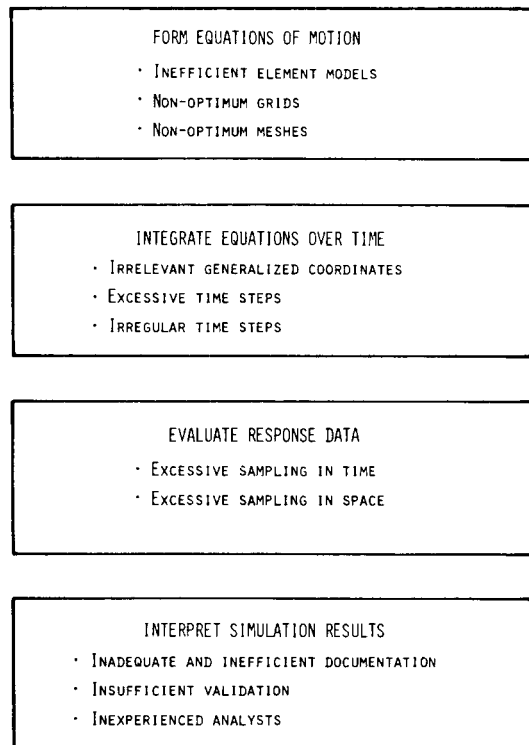 FORM EQUATIONS OF MOTION
· INEFFICIENT ELEMENT MODELS
· NON-OPTIMUM GRIDS
· NON-OPTIMUM MESHES
INTEGRATE EQUATIONS OVER TIME
· IRRELEVANT GENERALIZED COORDINATES
· EXCESSIVE TIME STEPS
· IRREGULAR TIME STEPS
EVALUATE RESPONSE DATA
· EXCESSIVE SAMPLING IN TIME
· EXCESSIVE SAMPLING IN SPACE
INTERPRET SIMULATION RESULTS
· INADEQUATE AND INEFFICIENT DOCUMENTATION
· INSUFFICIENT VALIDATION
· INEXPERIENCED ANALYSTS